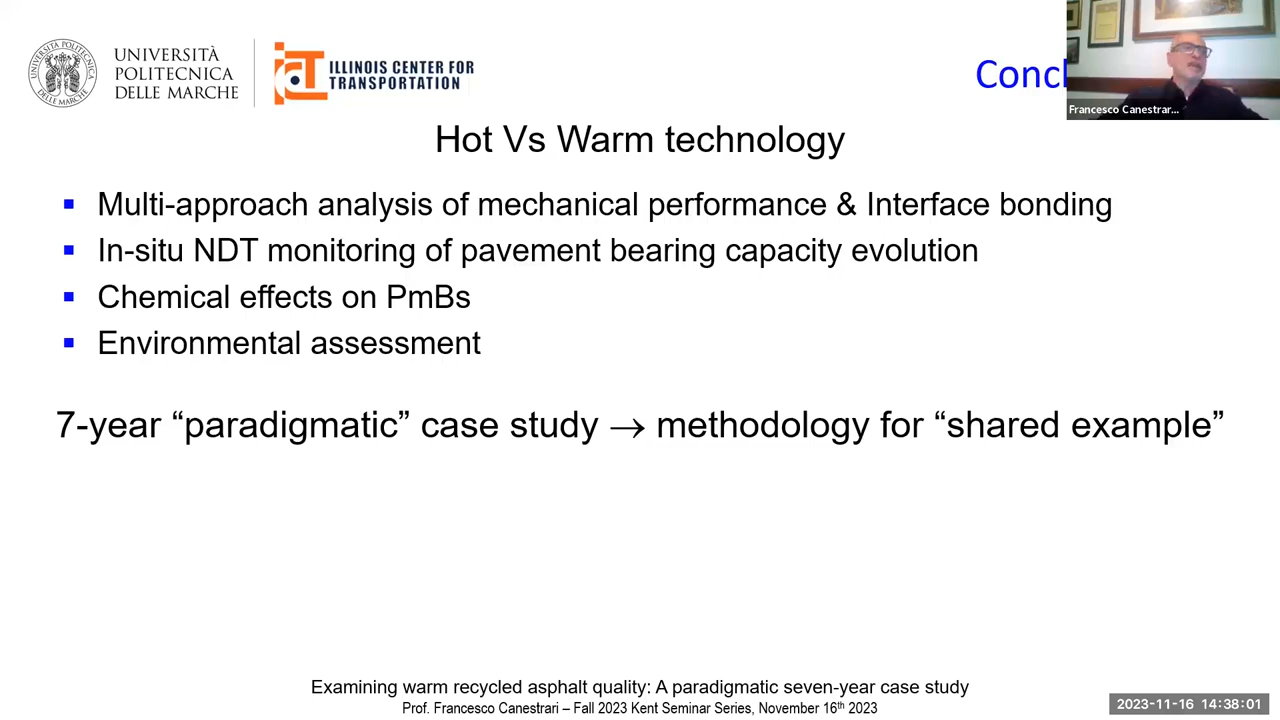 UNIVERSITÀ
POLITECNICA
DELLE MARCHE
ILLINOIS CENTER FOR
TRANSPORTATION
Francesco Canestrar...
Hot Vs Warm technology
▪ Multi-approach analysis of mechanical performance & Interface bonding
▪ In-situ NDT monitoring of pavement bearing capacity evolution
▪ Chemical effects on PmBs
▪ Environmental assessment
7-year “paradigmatic” case study → methodology for “shared example”
Examining warm recycled asphalt quality: A paradigmatic seven-year case study
Prof. Francesco Canestrari – Fall 2023 Kent Seminar Series, November 16th 2023
2023-11-16 14:38:01